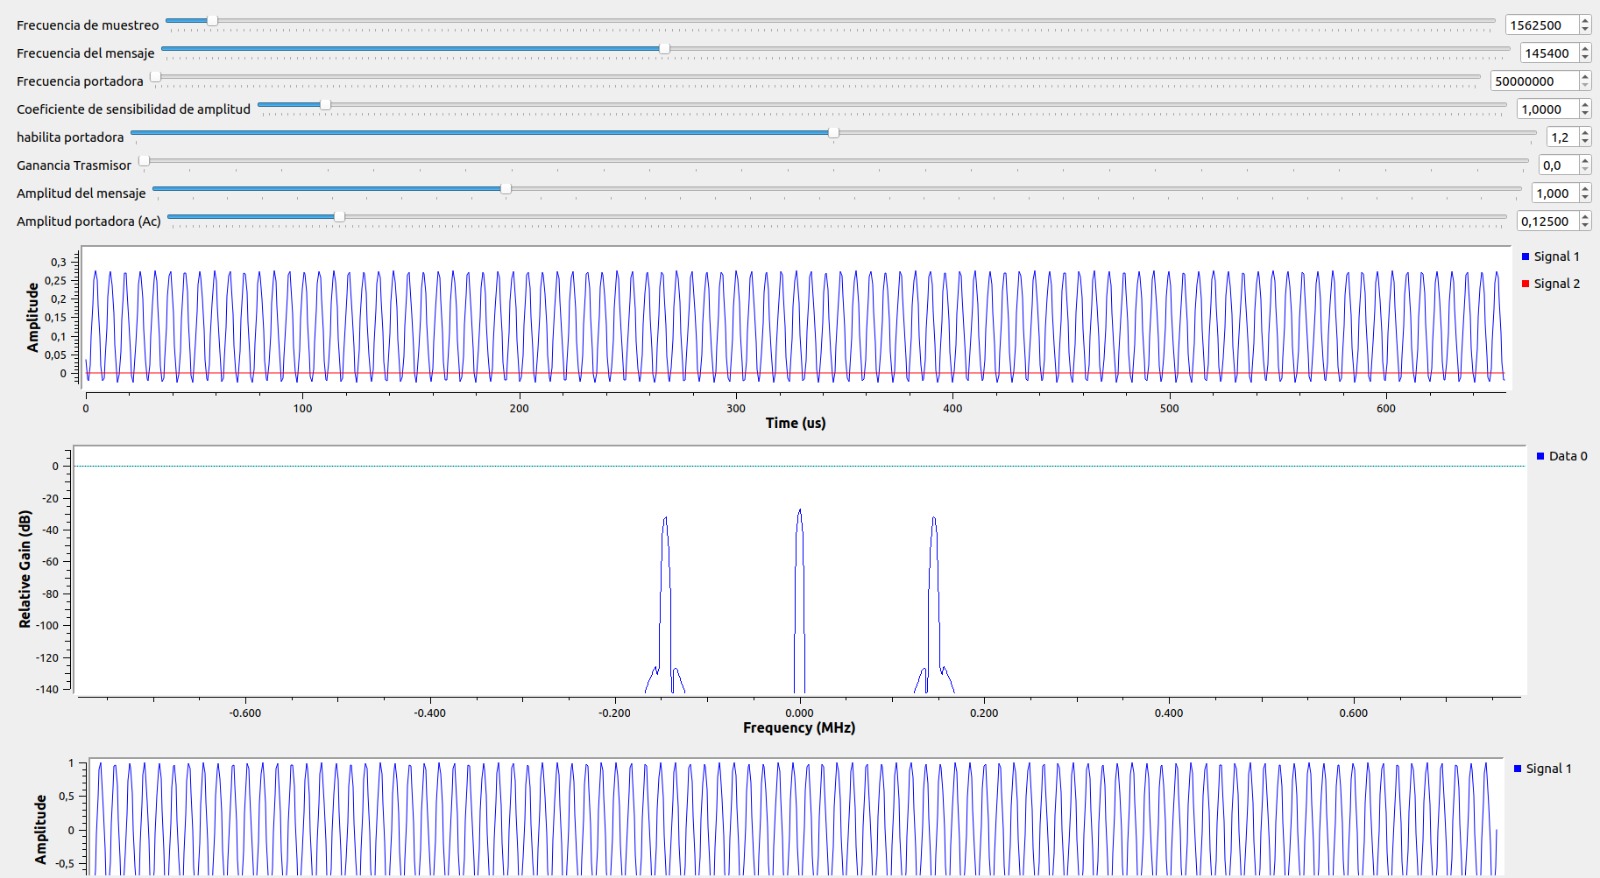 Frecuencia de muestreo 1562500
Frecuencia del mensaje 145400
Frecuencia portadora 50000000
Coeficiente de sensibilidad de amplitud 1,0000
habilita portadora 1,2
Ganancia Trasmisor 0,0
Amplitud del mensaje 1,000
Amplitud portadora (Ac) 0,12500
Amplitude
0,3
0,25
0,2
0,15
0,1
0,05
0
Signal 1
Signal 2
0 100 200 300 400 500 600
Time (us)
Relative Gain (dB)
0
-20
-40
-60
-80
-100
-120
-140
Data 0
-0.600 -0.400 -0.200 0.000 0.200 0.400 0.600
Frequency (MHz)
Amplitude
1
0,5
0
-0,5
Signal 1